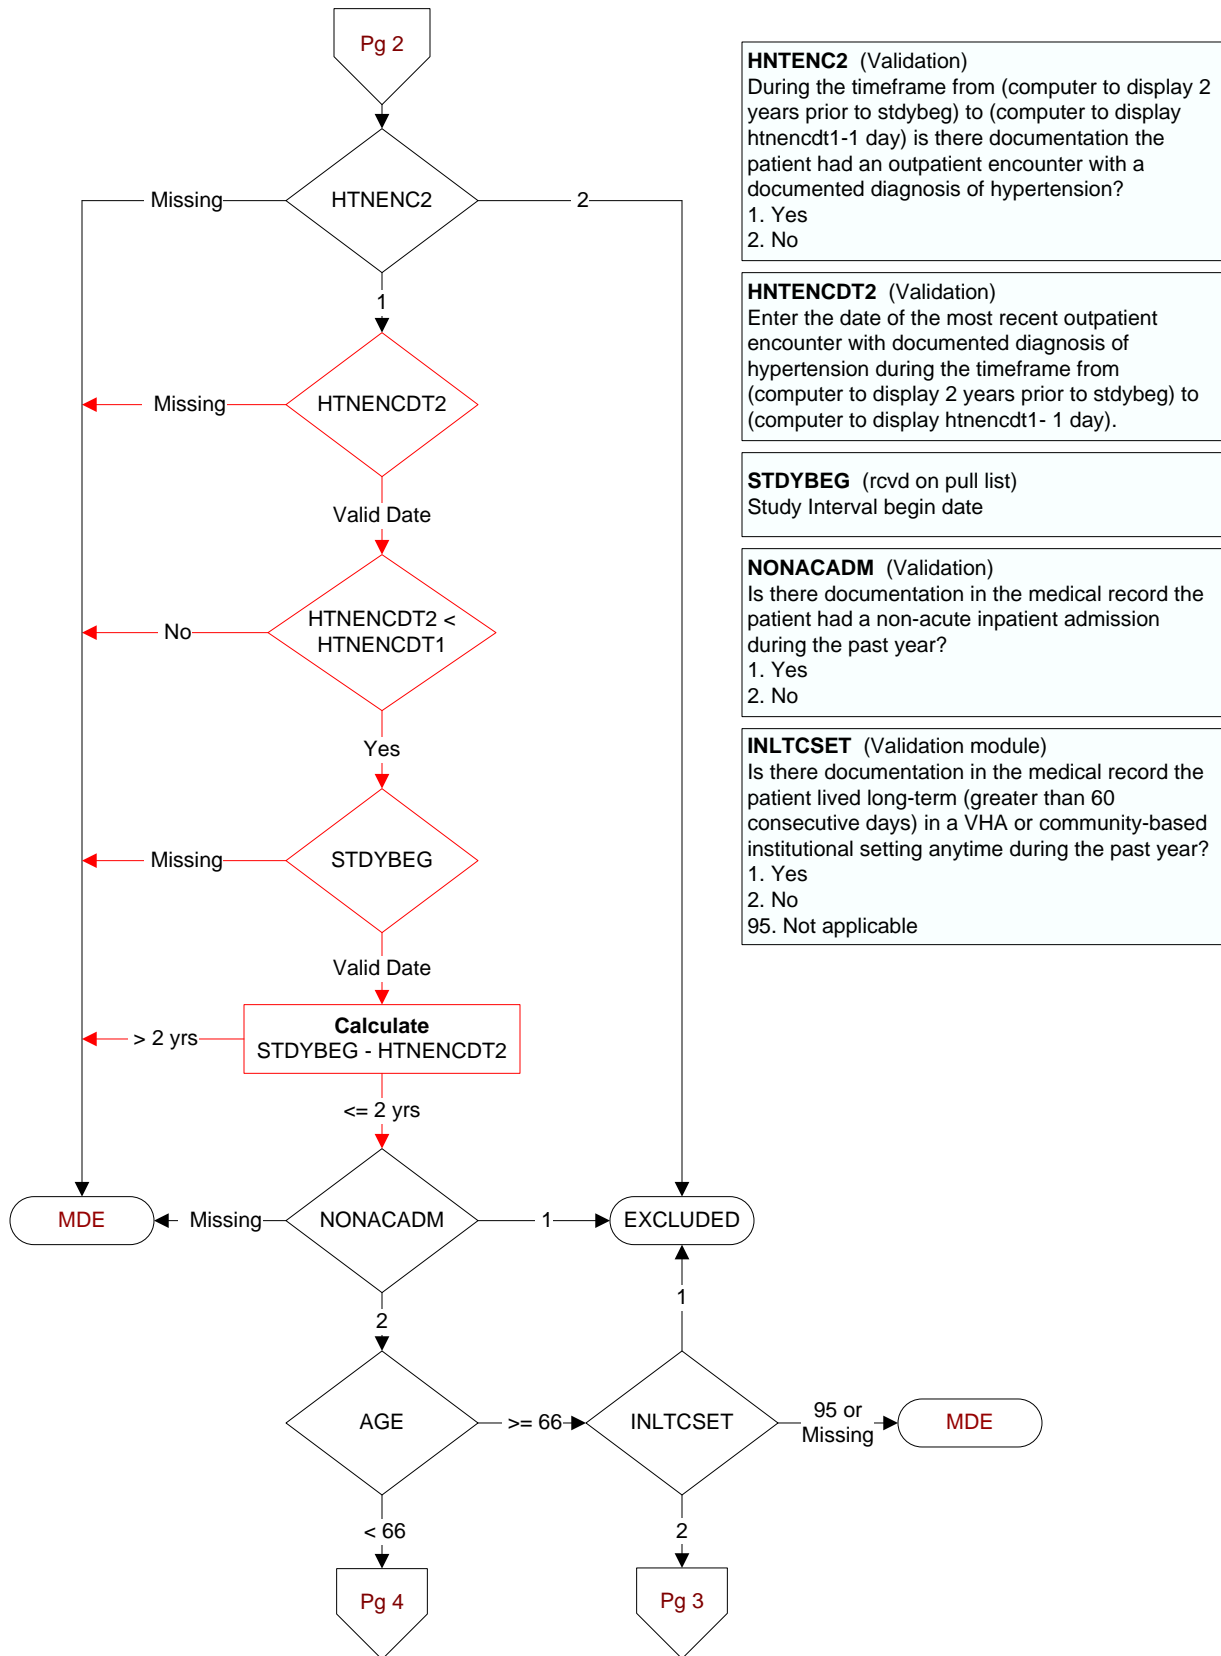 Pg 2
HTNENC2
Missing
2
1
HTNENCDT2
Missing
Valid Date
HTNENCDT2 <
HTNENCDT1
No
Yes
STDYBEG
Missing
Valid Date
Calculate
STDYBEG - HTNENCDT2
> 2 yrs
<= 2 yrs
MDE
Missing
NONACADM
1
EXCLUDED
2
1
AGE
>= 66
INLTCSET
95 or
Missing
MDE
< 66
2
Pg 4
Pg 3
HNTENC2 (Validation)
During the timeframe from (computer to display 2
years prior to stdybeg) to (computer to display
htnencdt1-1 day) is there documentation the
patient had an outpatient encounter with a
documented diagnosis of hypertension?
1. Yes
2. No
HNTENCDT2 (Validation)
Enter the date of the most recent outpatient
encounter with documented diagnosis of
hypertension during the timeframe from
(computer to display 2 years prior to stdybeg) to
(computer to display htnencdt1- 1 day).
STDYBEG (rcvd on pull list)
Study Interval begin date
NONACADM (Validation)
Is there documentation in the medical record the
patient had a non-acute inpatient admission
during the past year?
1. Yes
2. No
INLTCSET (Validation module)
Is there documentation in the medical record the
patient lived long-term (greater than 60
consecutive days) in a VHA or community-based
institutional setting anytime during the past year?
1. Yes
2. No
95. Not applicable